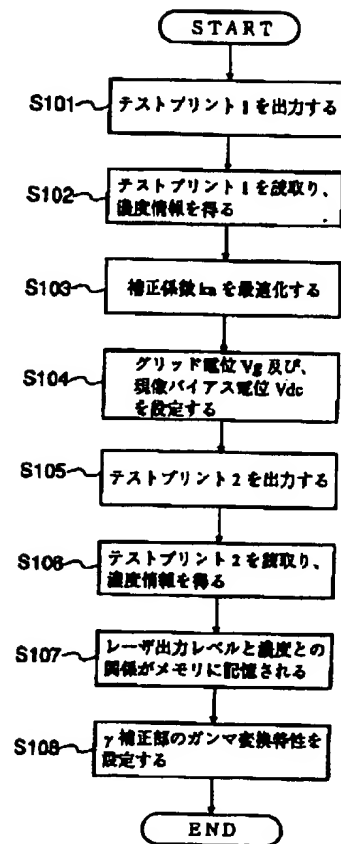 START
S101
テストプリント1を出力する
S102
テストプリント1を読取り、
濃度情報を得る
S103
補正係数kaを最適化する
S104
グリッド電位Vg及び、
現像バイアス電位Vdc
を設定する
S105
テストプリント2を出力する
S106
テストプリント2を読取り、
濃度情報を得る
S107
レーザ出力レベルと濃度との
関係がメモリに記憶される
S108
γ補正部のガンマ変換特性を
設定する
END